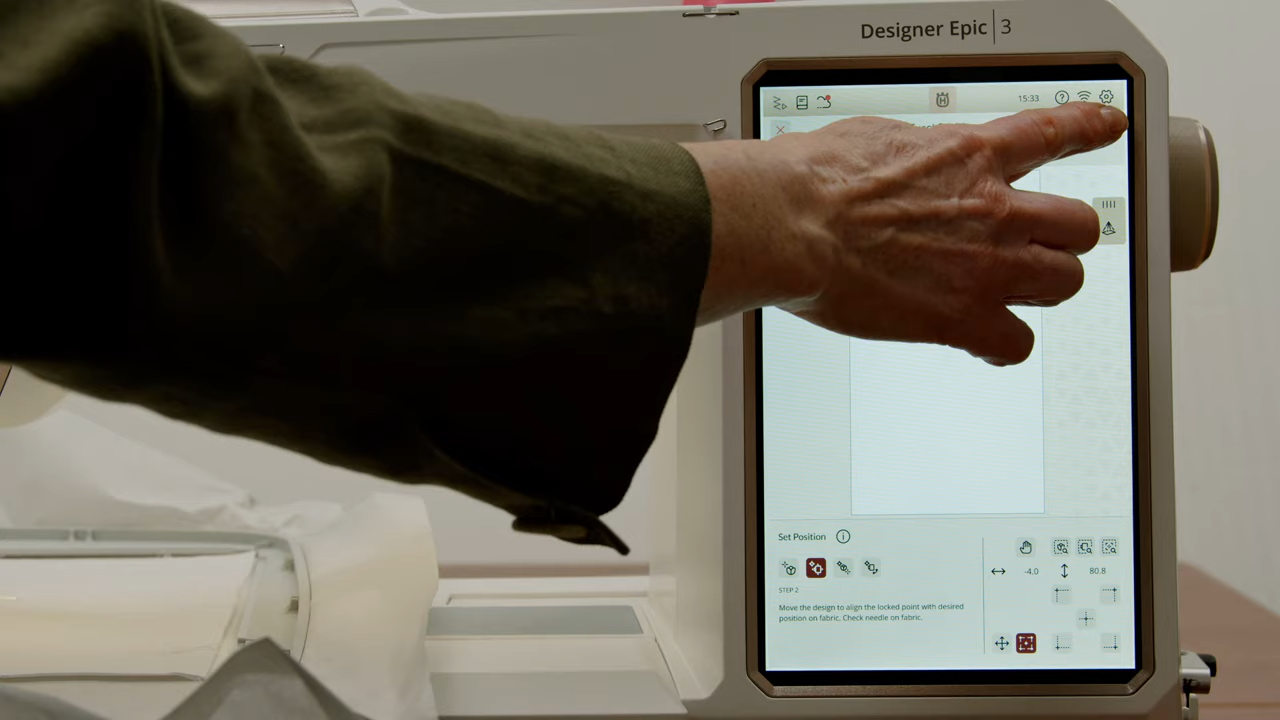 Designer Epic | 3
15:33
Set Position
-4.0
80.8
STEP 2
Move the design to align the locked point with desired
position on fabric. Check needle on fabric.